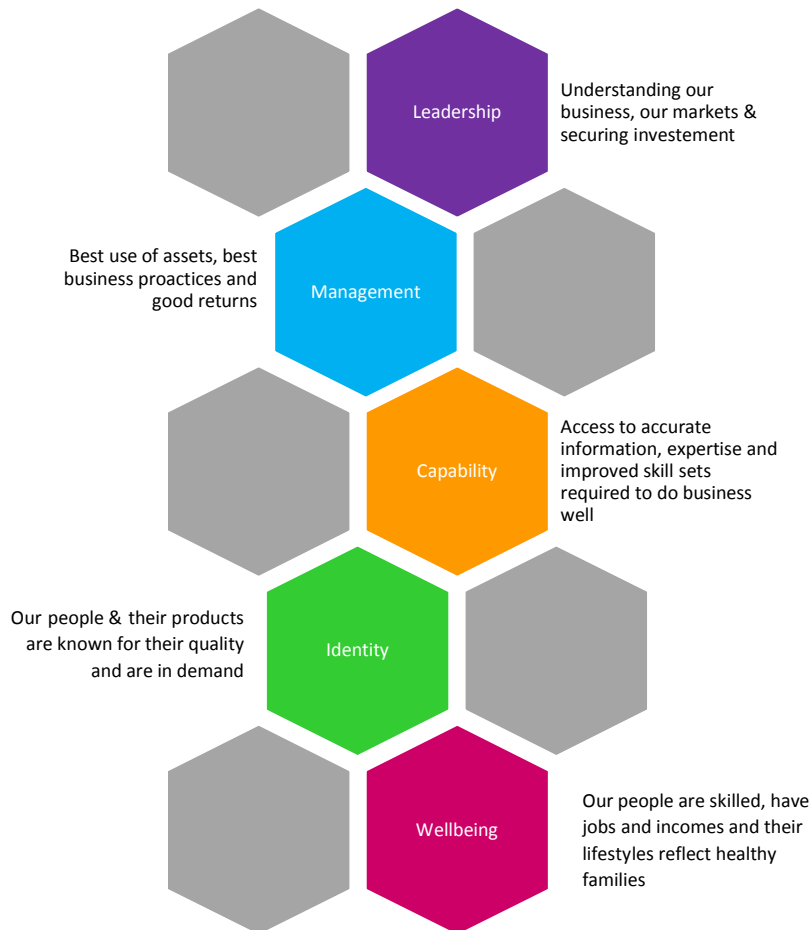 Leadership
Understanding our
business, our markets &
securing investement
Best use of assets, best
business proactices and
good returns
Management
Capability
Access to accurate
information, expertise and
improved skill sets
required to do business
well
Our people & their products
are known for their quality
and are in demand
Identity
Wellbeing
Our people are skilled, have
jobs and incomes and their
lifestyles reflect healthy
families